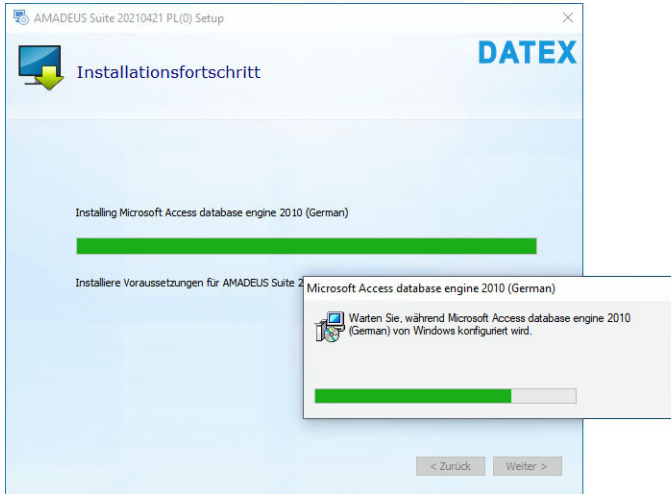 AMADEUS Suite 20210421 PL(0) Setup
DATEX
Installationsfortschritt
Installing Microsoft Access database engine 2010 (German)
Installiere Voraussetzungen für AMADEUS Suite 2
Microsoft Access database engine 2010 (German)
Warten Sie, während Microsoft Access database engine 2010
(German) von Windows konfiguriert wird.
< Zurück
Weiter >